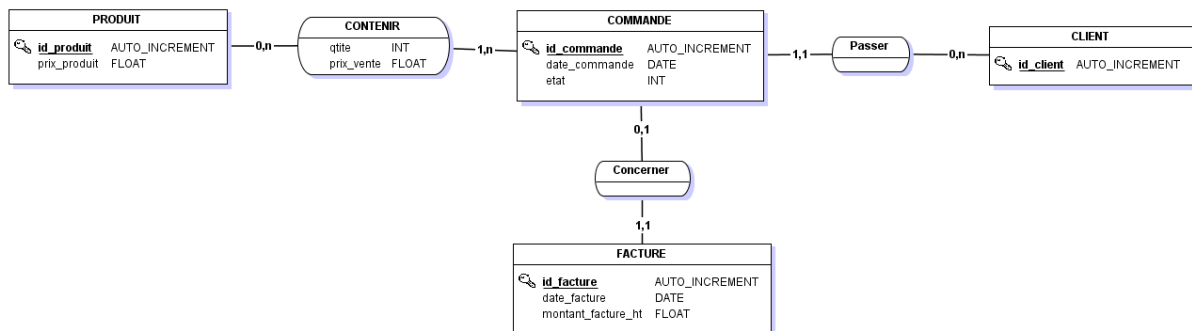 PRODUIT
id_produit AUTO_INCREMENT
prix_produit FLOAT
0,n
CONTENIR
qtite INT
prix_vente FLOAT
1,n
COMMANDE
id_commande AUTO_INCREMENT
date_commande DATE
etat INT
1,1
Passer
0,n
CLIENT
id_client AUTO_INCREMENT
0,1
Concerner
1,1
FACTURE
id_facture AUTO_INCREMENT
date_facture DATE
montant_facture_ht FLOAT